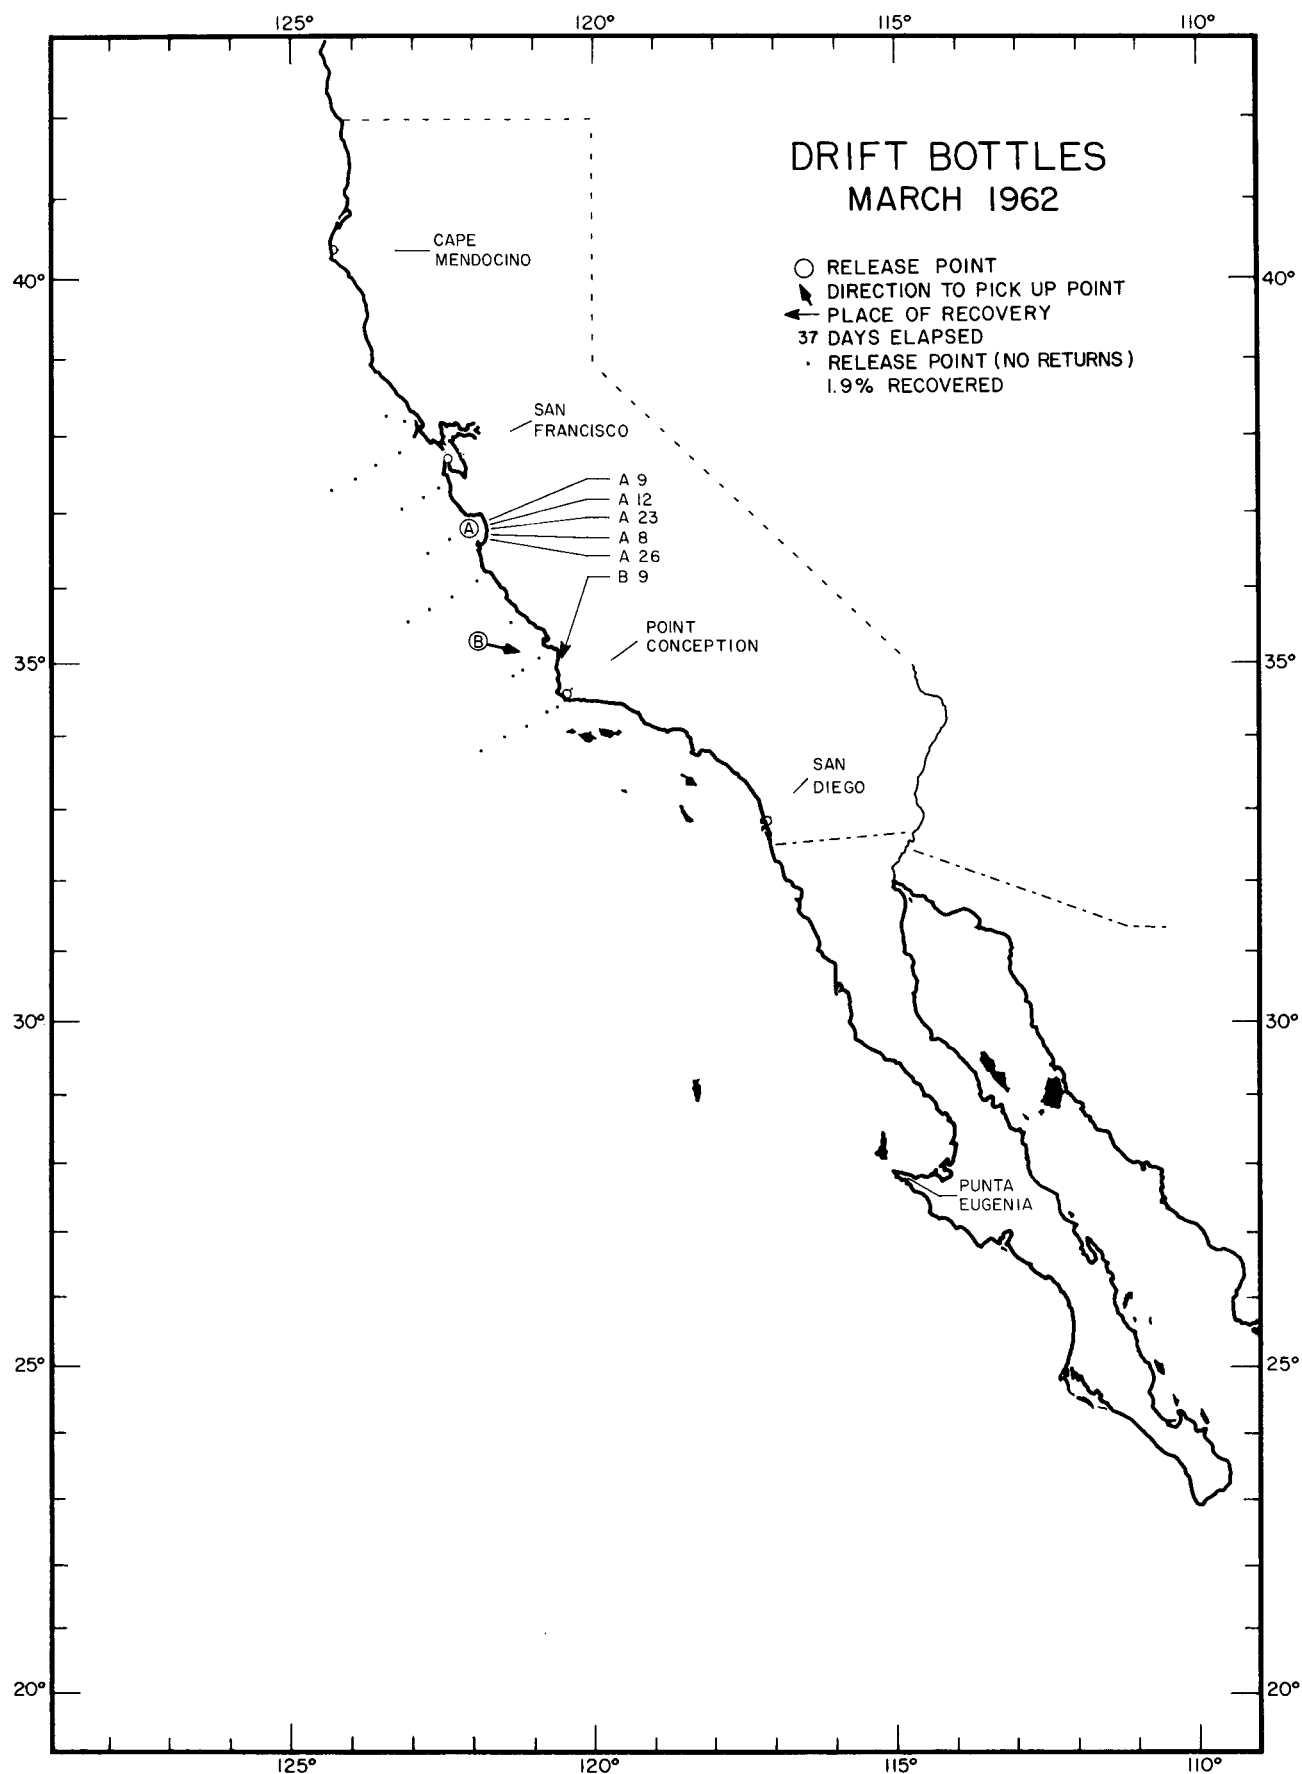 125°
120°
115°
110°
DRIFT BOTTLES
MARCH 1962
CAPE
MENDOCINO
RELEASE POINT
40°
40°
DIRECTION TO PICK UP POINT
PLACE OF RECOVERY
37 DAYS ELAPSED
RELEASE POINT (NO RETURNS)
1.9% RECOVERED
SAN
FRANCISCO
A 9
A 12
A 23
A
A 8
A 26
B 9
POINT
CONCEPTION
B
35°
35°
SAN
DIEGO
30°
30°
PUNTA
EUGENIA
25°
25°
20°
20°
125°
120°
115°
110°